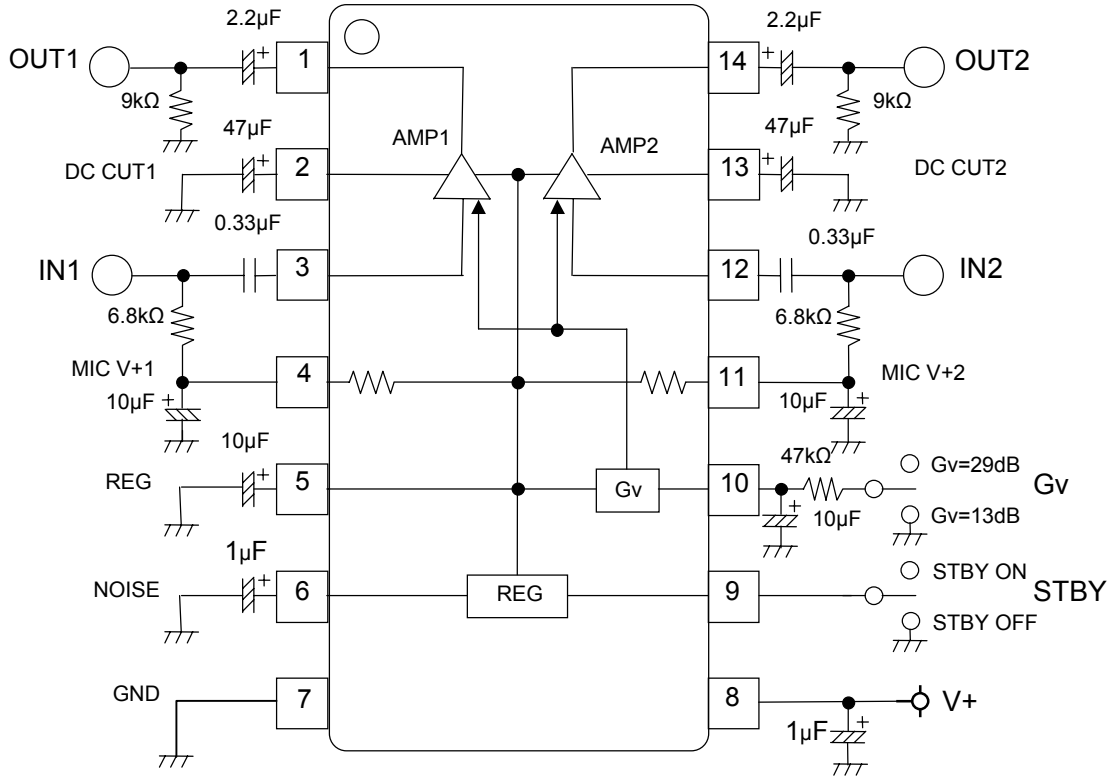 2.2µF
2.2µF
OUT1
1
14
OUT2
9kΩ
9kΩ
47µF
AMP1
AMP2
47µF
DC CUT1
2
13
DC CUT2
0.33µF
0.33µF
IN1
3
12
IN2
6.8kΩ
6.8kΩ
MIC V+1
4
11
MIC V+2
10µF
10µF
10µF
47kΩ
REG
5
Gv
10
Gv=29dB
Gv
10µF
Gv=13dB
1µF
NOISE
6
REG
9
STBY ON
STBY
STBY OFF
GND
7
8
V+
1µF